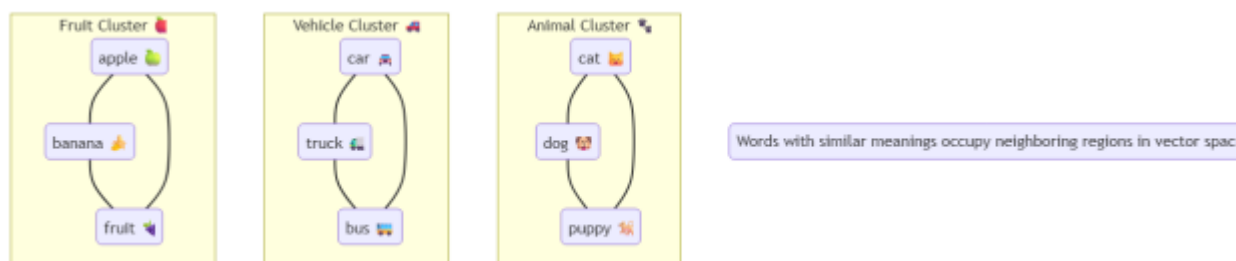 Fruit Cluster 🍎
apple 🍏
banana 🍌
fruit 🍇
Vehicle Cluster 🚗
car 🚘
truck 🚛
bus 🚌
Animal Cluster 🐾
cat 🐱
dog 🐶
puppy 🐕
Words with similar meanings occupy neighboring regions in vector spac